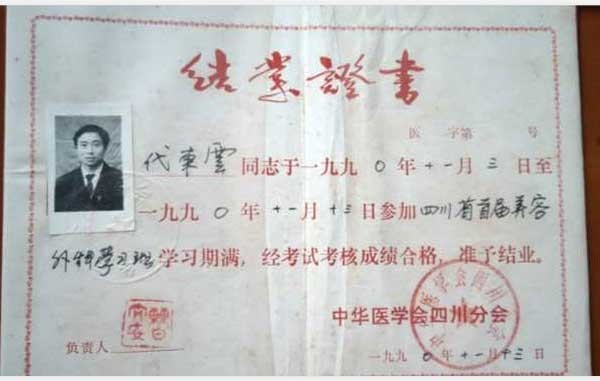 结业證書
医 字第 号
代東雲 同志于一九九0年十一月三日至
一九九0年十一月十三日参加四川省首届美容
外科学习班学习期满，经考试考核成绩合格，准予结业。
中华医学会四川分会
负责人
一九九0年十一月十三日